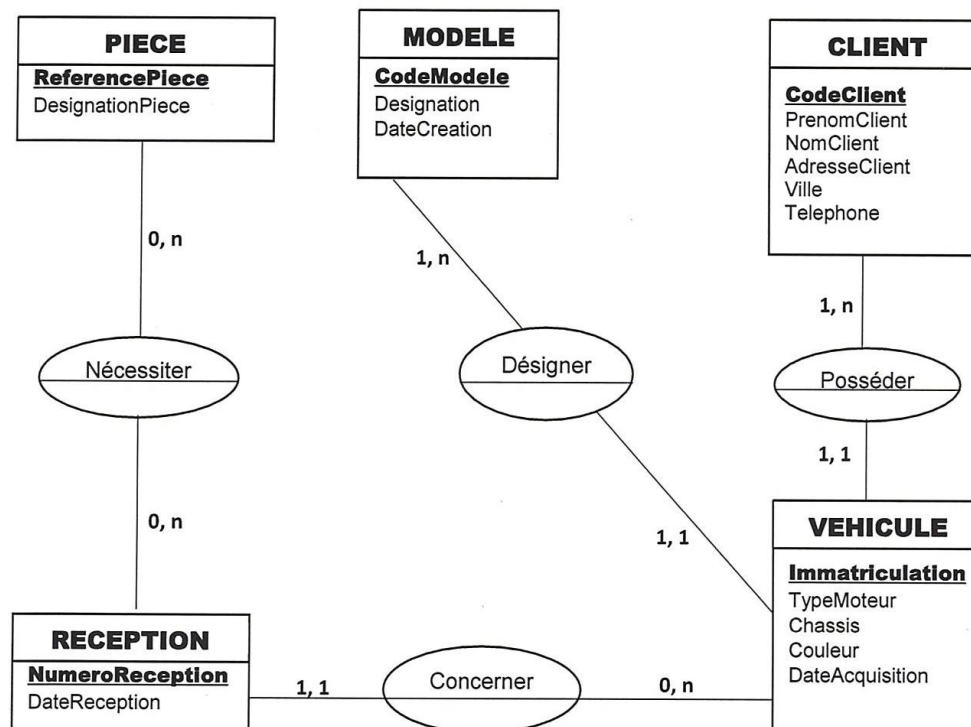 PIECE
ReferencePiece
DesignationPiece
MODELE
CodeModele
Designation
DateCreation
CLIENT
CodeClient
PrenomClient
NomClient
AdresseClient
Ville
Telephone
0, n
1, n
1, n
Nécessiter
Désigner
Posséder
0, n
1, 1
1, 1
VEHICULE
Immatriculation
TypeMoteur
Chassis
Couleur
DateAcquisition
RECEPTION
NumeroReception
DateReception
1, 1
Concerner
0, n